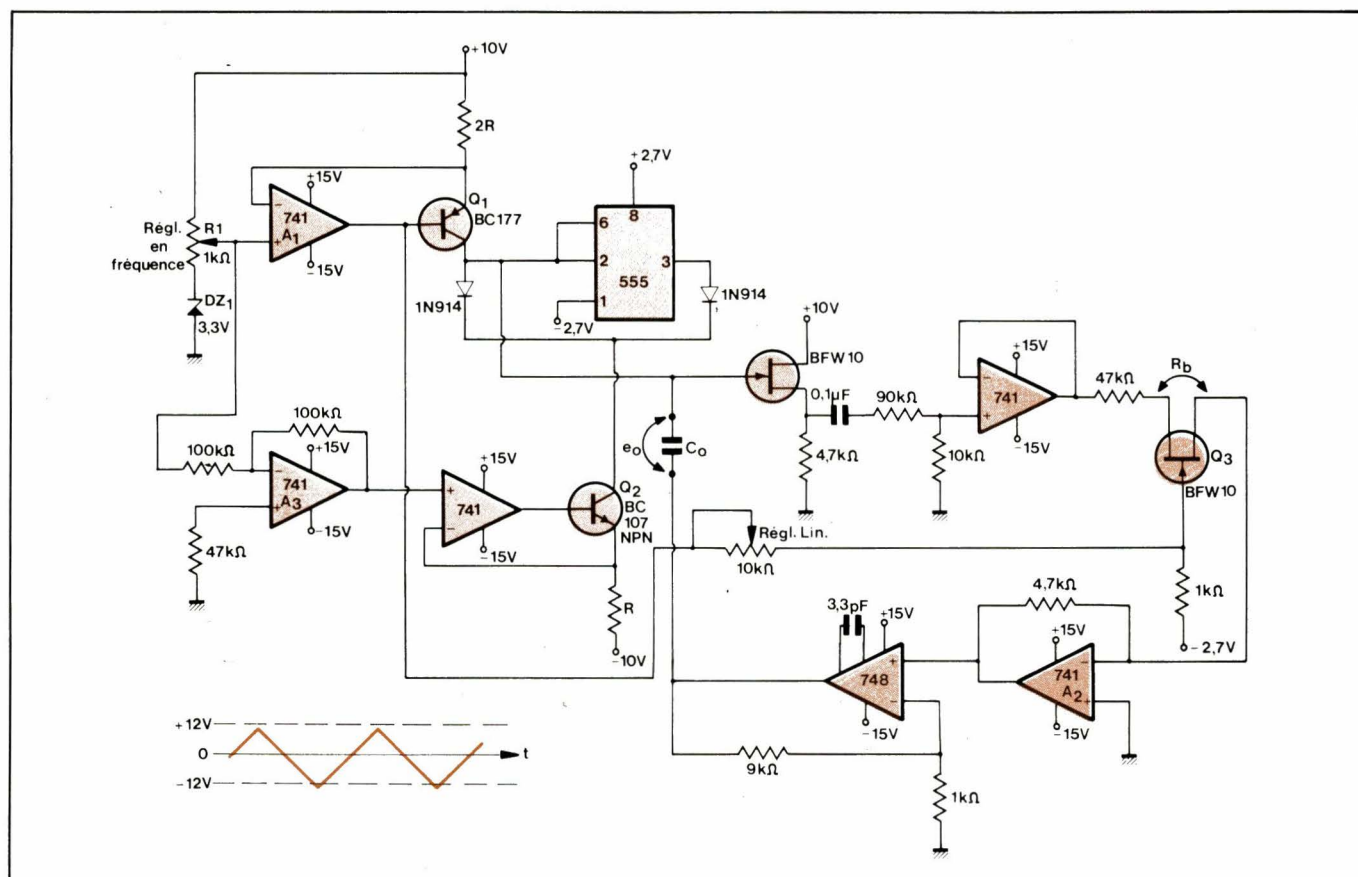 +10V
2R
+2,7V
+15V
Q1
BC177
8
741
A1
-
+
Régl.
en
fréquence
R1
1kΩ
-15V
6
2
555
3
1
1N914
1N914
-2,7V
DZ1
3,3V
+10V
BFW10
+15V
Rb
0,1µF
90kΩ
741
-
+
47kΩ
-15V
100kΩ
100kΩ
+15V
eo
Co
4,7kΩ
10kΩ
Q3
BFW10
741
A3
-
+
-15V
+15V
741
+
-
-15V
Q2
BC
107
NPN
47kΩ
Régl. Lin.
10kΩ
R
-10V
1kΩ
-2,7V
4,7kΩ
3,3pF
+15V
748
+
-
-15V
+15V
741
A2
-
+
-15V
9kΩ
1kΩ
+12V
0
t
-12V